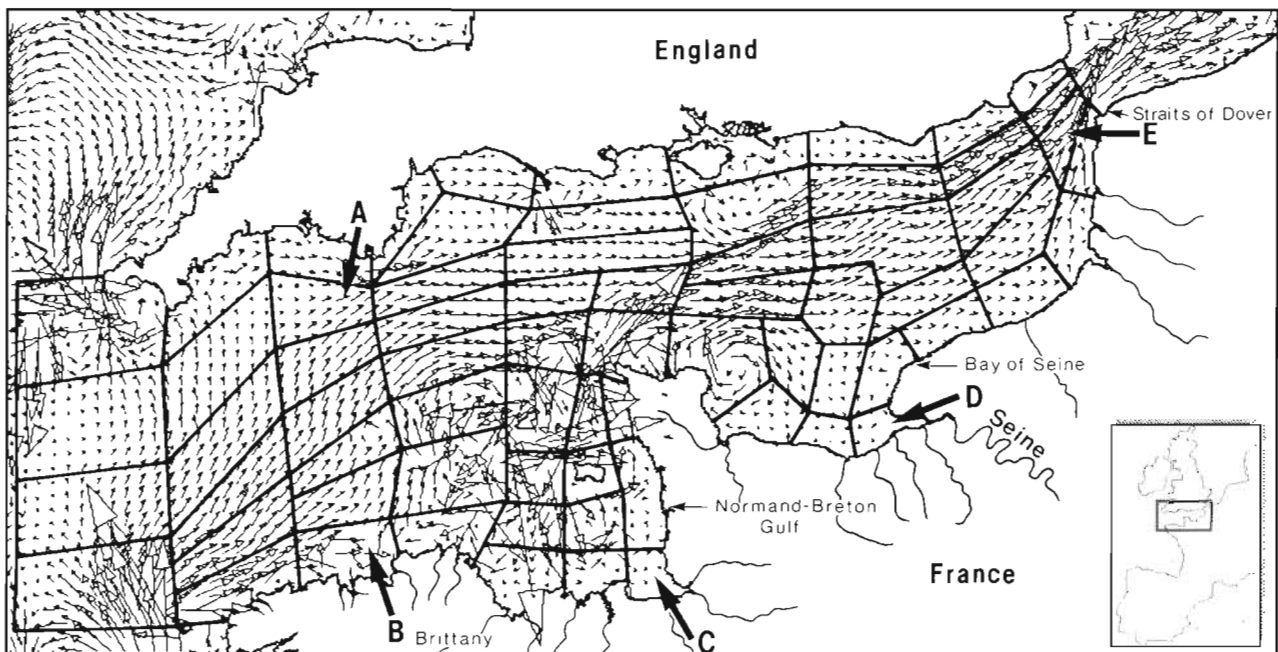 England
Straits of Dover
E
A
Bay of Seine
D
Seine
Normand-Breton
Gulf
France
B
Brittany
C